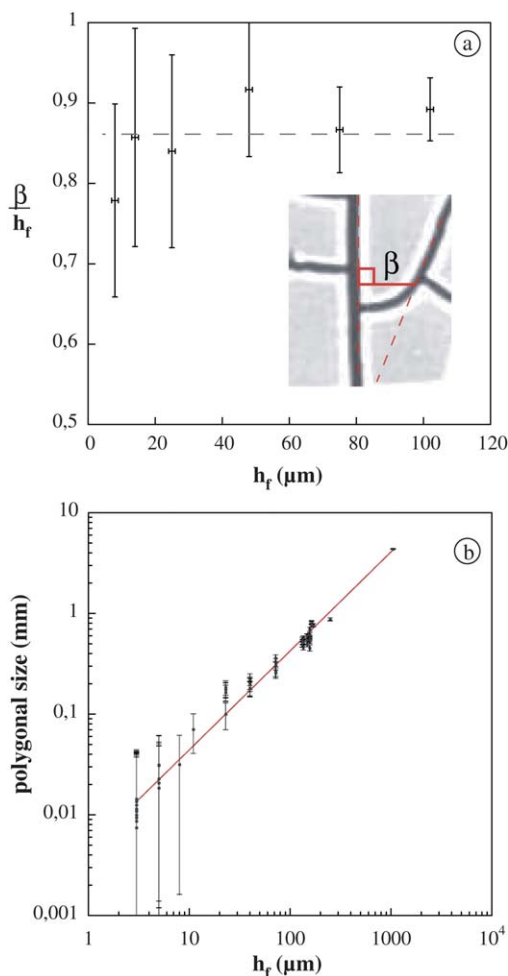 1
a
0.9
0.8
β
h_f
0.7
β
0.6
0.5
0 20 40 60 80 100 120
h_f (μm)
10
b
1
polygonal size (mm)
0,1
0,01
0,001
1 10 100 1000 10^4
h_f (μm)